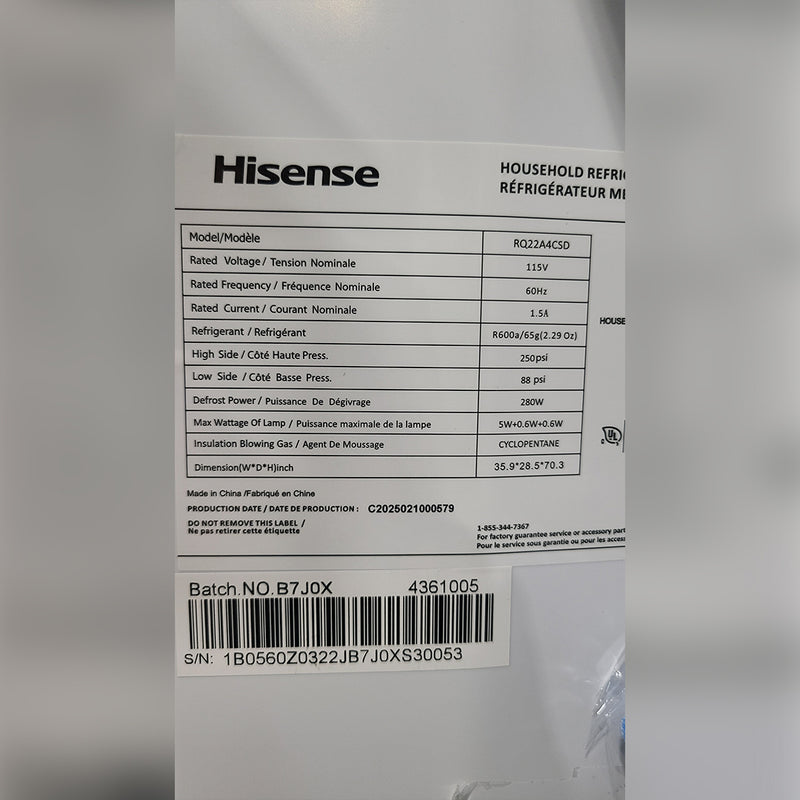 Hisense
HOUSEHOLD
RÉFRIGÉRATEUR
Model/Modèle RQ22A4CSD
Rated Voltage / Tension Nominale 115V
Rated Frequency / Fréquence Nominale 60Hz
Rated Current / Courant Nominale 1.5A
Refrigerant / Refrigérant R600a/65g(2.29 Oz)
High Side / Côté Haute Press. 250psi
Low Side / Côté Basse Press. 88 psi
Defrost Power / Puissance De Dégivrage 280W
Max Wattage Of Lamp / Puissance maximale de la lampe 5W+0.6W+0.6W
Insulation Blowing Gas / Agent De Moussage CYCLOPENTANE
Dimension(W*D*H)inch 35.9*28.5*70.3
Made in China /Fabriqué en Chine
PRODUCTION DATE / DATE DE PRODUCTION : C2025021000579
DO NOT REMOVE THIS LABEL /
Ne pas retirer cette étiquette
1-855-344-7367
For factory guarantee service or accessory
Pour le service sous garantie ou pour les
UL
Batch.NO.B7J0X 4361005
S/N: 1B0560Z0322JB7J0XS30053